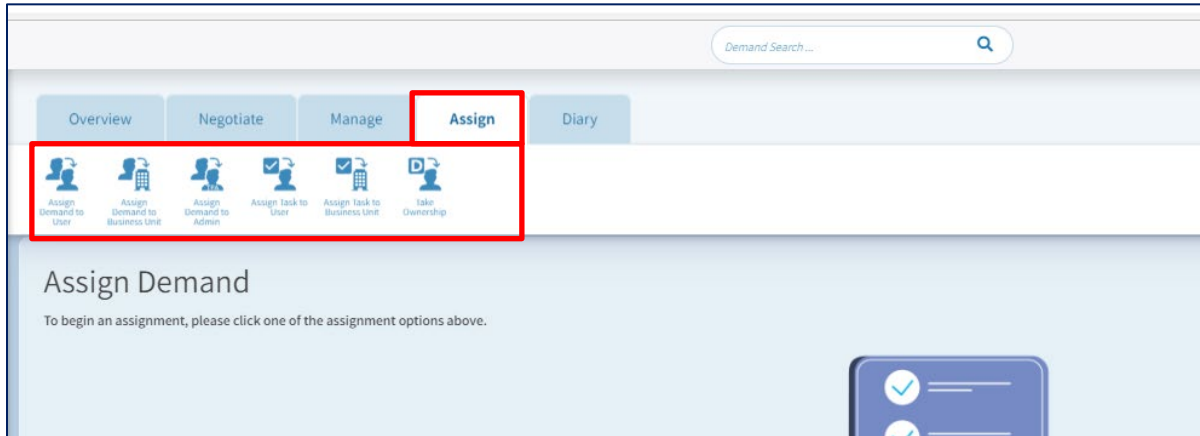 Demand Search ...
Overview Negotiate Manage Assign Diary
Assign Demand to User
Assign Demand to Business Unit
Assign Demand to Admin
Assign Task to User
Assign Task to Business Unit
Take Ownership
Assign Demand
To begin an assignment, please click one of the assignment options above.